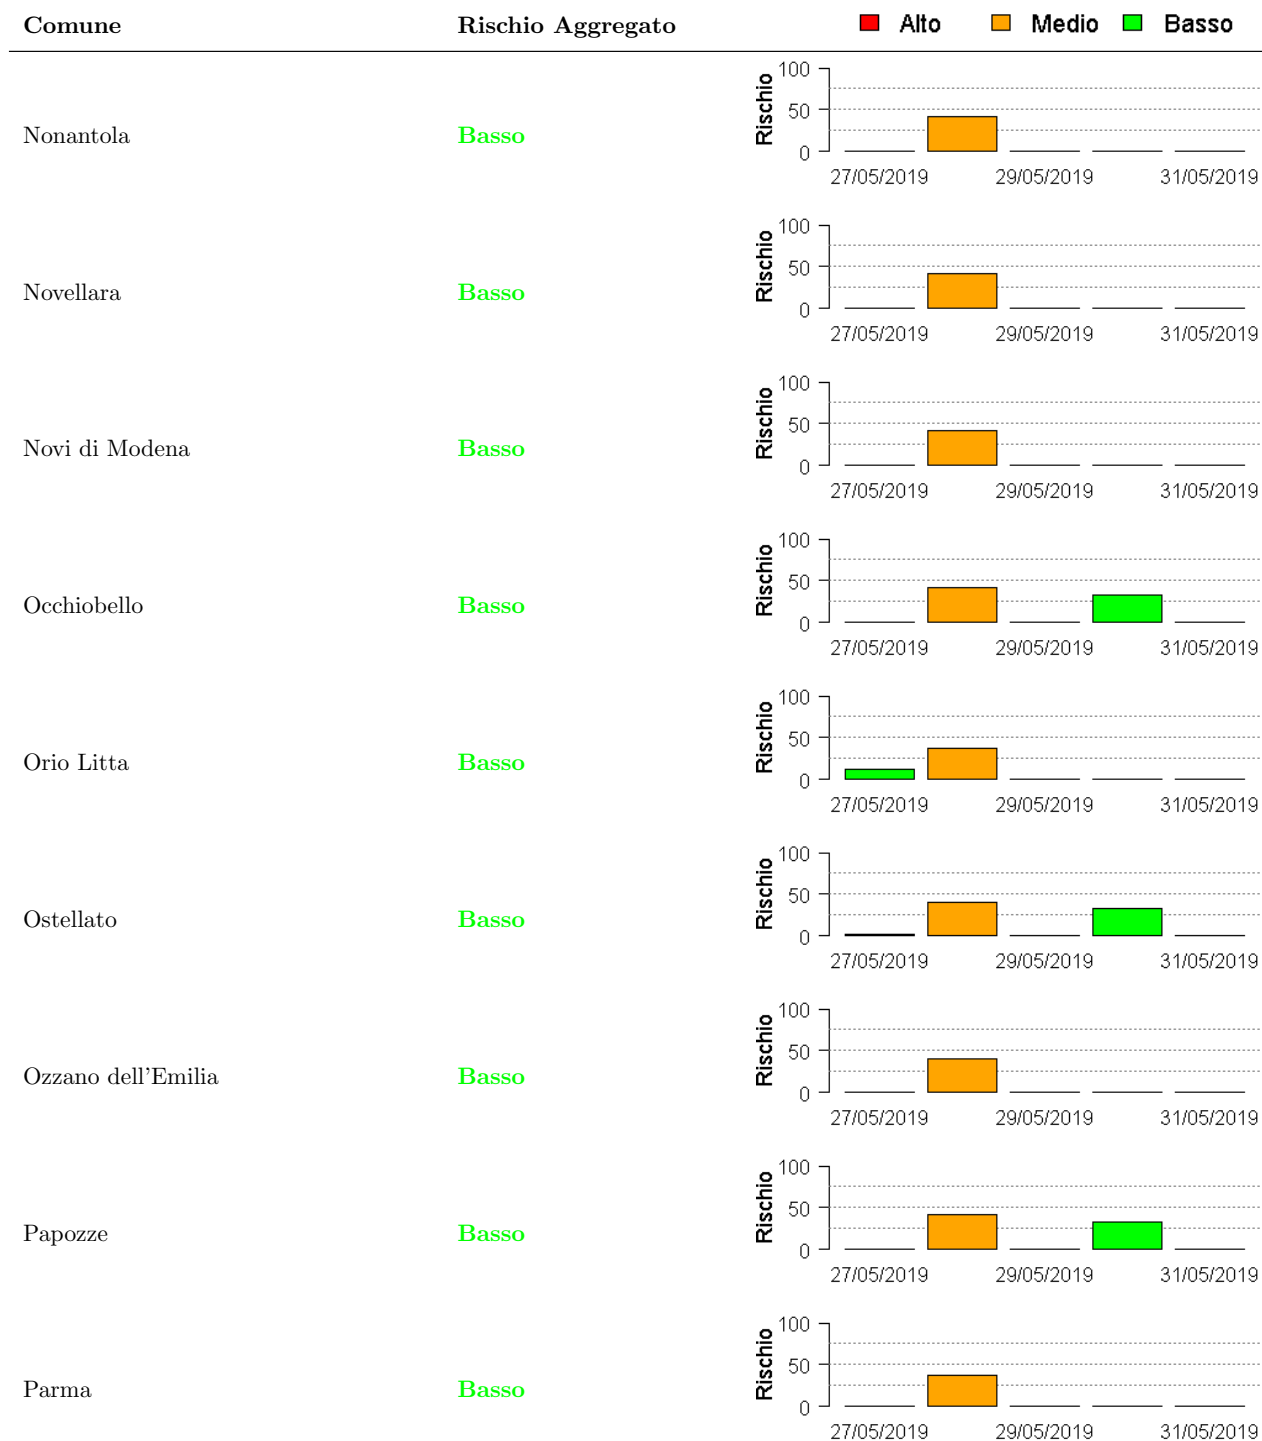 Comune Rischio Aggregato Alto Medio Basso
Nonantola Basso Rischio 100 50 0
27/05/2019 29/05/2019 31/05/2019
Novellara Basso Rischio 100 50 0
27/05/2019 29/05/2019 31/05/2019
Novi di Modena Basso Rischio 100 50 0
27/05/2019 29/05/2019 31/05/2019
Occhiobello Basso Rischio 100 50 0
27/05/2019 29/05/2019 31/05/2019
Orio Litta Basso Rischio 100 50 0
27/05/2019 29/05/2019 31/05/2019
Ostellato Basso Rischio 100 50 0
27/05/2019 29/05/2019 31/05/2019
Ozzano dell'Emilia Basso Rischio 100 50 0
27/05/2019 29/05/2019 31/05/2019
Papozze Basso Rischio 100 50 0
27/05/2019 29/05/2019 31/05/2019
Parma Basso Rischio 100 50 0
27/05/2019 29/05/2019 31/05/2019